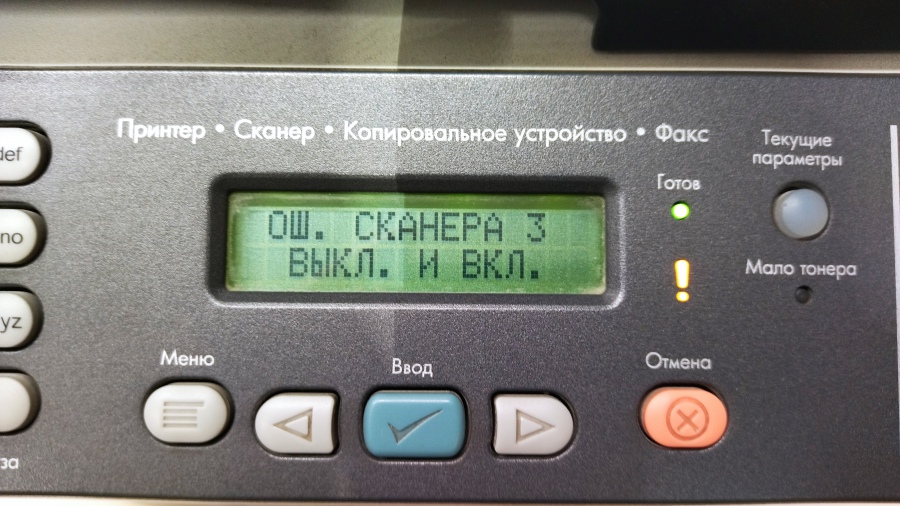 Принтер • Сканер • Копировальное устройство • Факс
Текущие
параметры
Готов
ОШ. СКАНЕРА 3
ВЫКЛ. И ВКЛ.
Мало тонера
def
no
yz
Меню
Ввод
Отмена
за